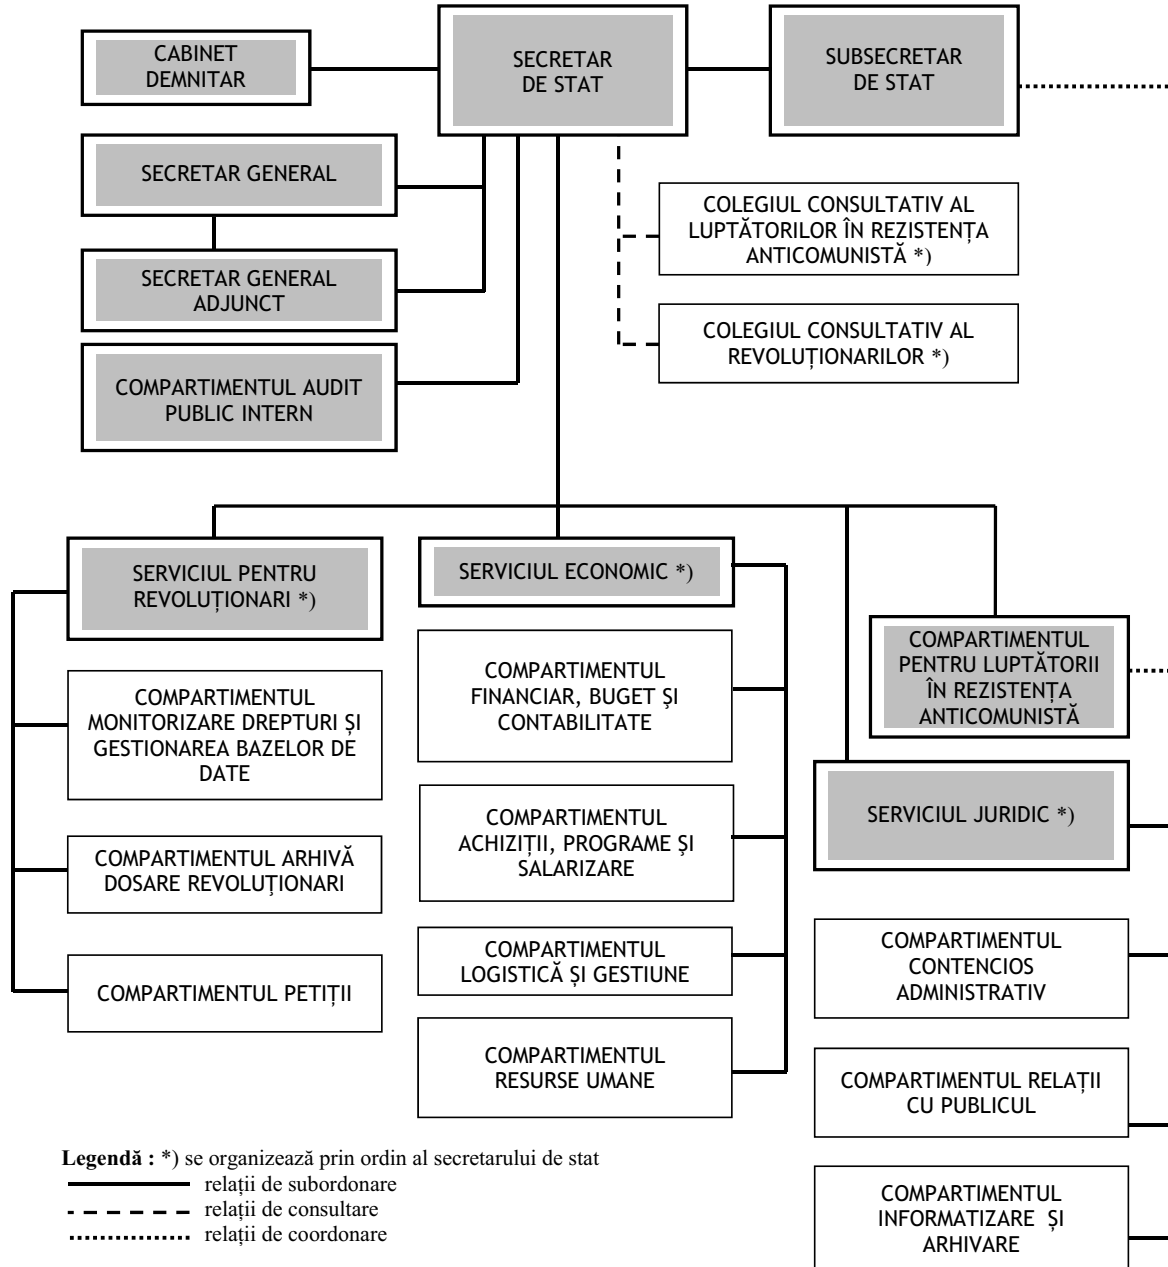 CABINET
DEMNITAR
SECRETAR
DE STAT
SUBSECRETAR
DE STAT
SECRETAR GENERAL
SECRETAR GENERAL
ADJUNCT
COMPARTIMENTUL AUDIT
PUBLIC INTERN
COLEGIUL CONSULTATIV AL
LUPTĂTORILOR ÎN REZISTENȚA
ANTICOMUNISTĂ *)
COLEGIUL CONSULTATIV AL
REVOLUȚIONARILOR *)
SERVICIUL PENTRU
REVOLUȚIONARI *)
COMPARTIMENTUL
MONITORIZARE DREPTURI ȘI
GESTIONAREA BAZELOR DE
DATE
COMPARTIMENTUL ARHIVĂ
DOSARE REVOLUȚIONARI
COMPARTIMENTUL PETIȚII
SERVICIUL ECONOMIC *)
COMPARTIMENTUL
FINANCIAR, BUGET ŞI
CONTABILITATE
COMPARTIMENTUL
ACHIZIȚII, PROGRAME ŞI
SALARIZARE
COMPARTIMENTUL
LOGISTICĂ ȘI GESTIUNE
COMPARTIMENTUL
RESURSE UMANE
COMPARTIMENTUL
PENTRU LUPTĂTORII
ÎN REZISTENȚA
ANTICOMUNISTĂ
SERVICIUL JURIDIC *)
COMPARTIMENTUL
CONTENCIOS
ADMINISTRATIV
COMPARTIMENTUL RELAȚII
CU PUBLICUL
COMPARTIMENTUL
INFORMATIZARE ȘI
ARHIVARE
Legendă : *) se organizează prin ordin al secretarului de stat
relații de subordonare
relații de consultare
relații de coordonare